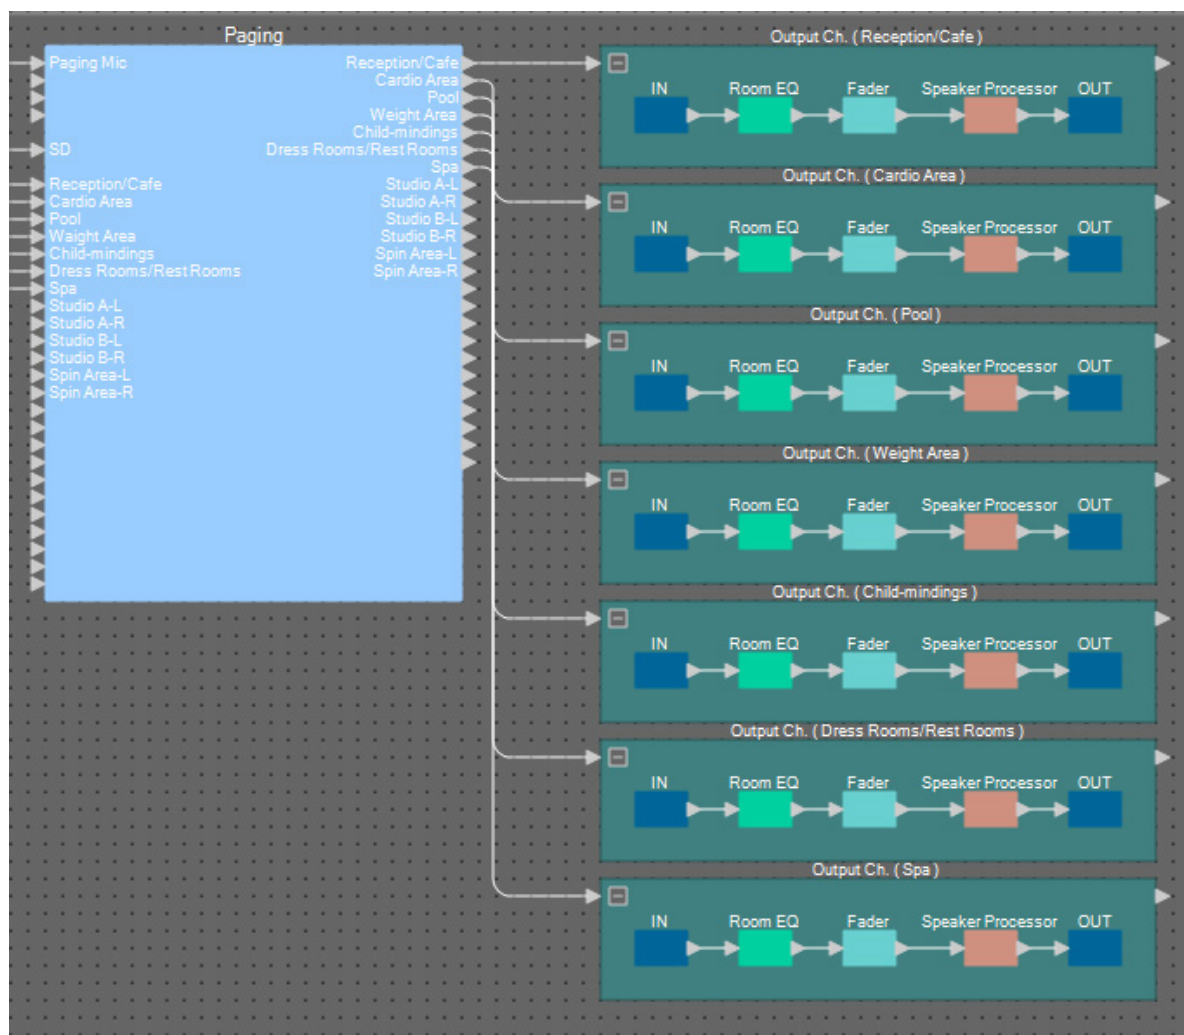 Paging
Paging Mic
SD
Reception/Cafe
Cardio Area
Pool
Waight Area
Child-mindings
Dress Rooms/Rest Rooms
Spa
Studio A-L
Studio A-R
Studio B-L
Studio B-R
Spin Area-L
Spin Area-R
Reception/Cafe
Cardio Area
Pool
Weight Area
Child-mindings
Dress Rooms/Rest Rooms
Spa
Studio A-L
Studio A-R
Studio B-L
Studio B-R
Spin Area-L
Spin Area-R
Output Ch. ( Reception/Cafe )
IN Room EQ Fader Speaker Processor OUT
Output Ch. ( Cardio Area )
IN Room EQ Fader Speaker Processor OUT
Output Ch. ( Pool )
IN Room EQ Fader Speaker Processor OUT
Output Ch. ( Weight Area )
IN Room EQ Fader Speaker Processor OUT
Output Ch. ( Child-mindings )
IN Room EQ Fader Speaker Processor OUT
Output Ch. ( Dress Rooms/Rest Rooms )
IN Room EQ Fader Speaker Processor OUT
Output Ch. ( Spa )
IN Room EQ Fader Speaker Processor OUT